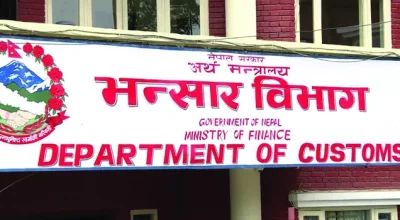 नेपाल सरकार
अर्थ मन्त्रालय
भन्सार विभाग
GOVERNMENT OF NEPAL
MINISTRY OF FINANCE
DEPARTMENT OF CUSTOMS